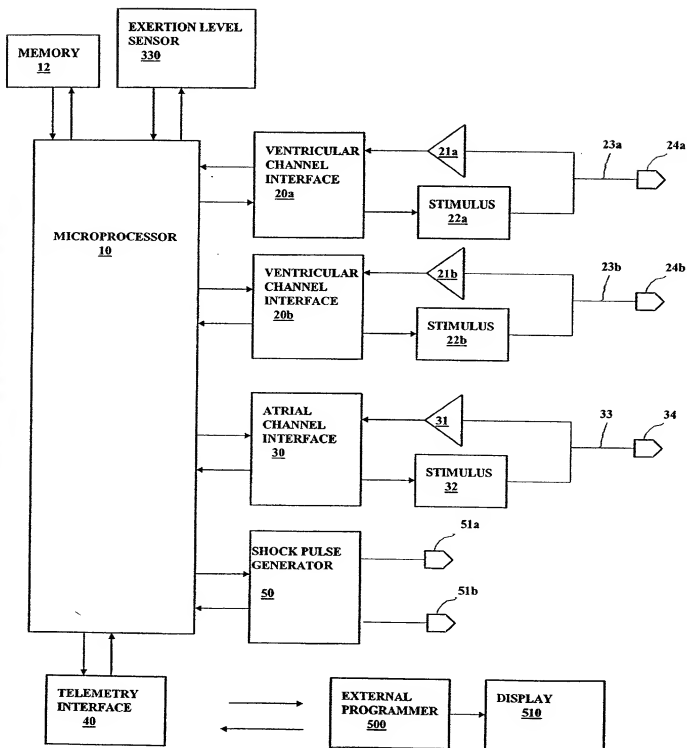 EXERTION LEVEL
SENSOR
330
MEMORY
12
MICROPROCESSOR
10
VENTRICULAR
CHANNEL
INTERFACE
20a
21a
STIMULUS
22a
23a
24a
VENTRICULAR
CHANNEL
INTERFACE
20b
21b
STIMULUS
22b
23b
24b
ATRIAL
CHANNEL
INTERFACE
30
31
STIMULUS
32
33
34
SHOCK PULSE
GENERATOR
50
51a
51b
TELEMETRY
INTERFACE
40
EXTERNAL
PROGRAMMER
500
DISPLAY
510